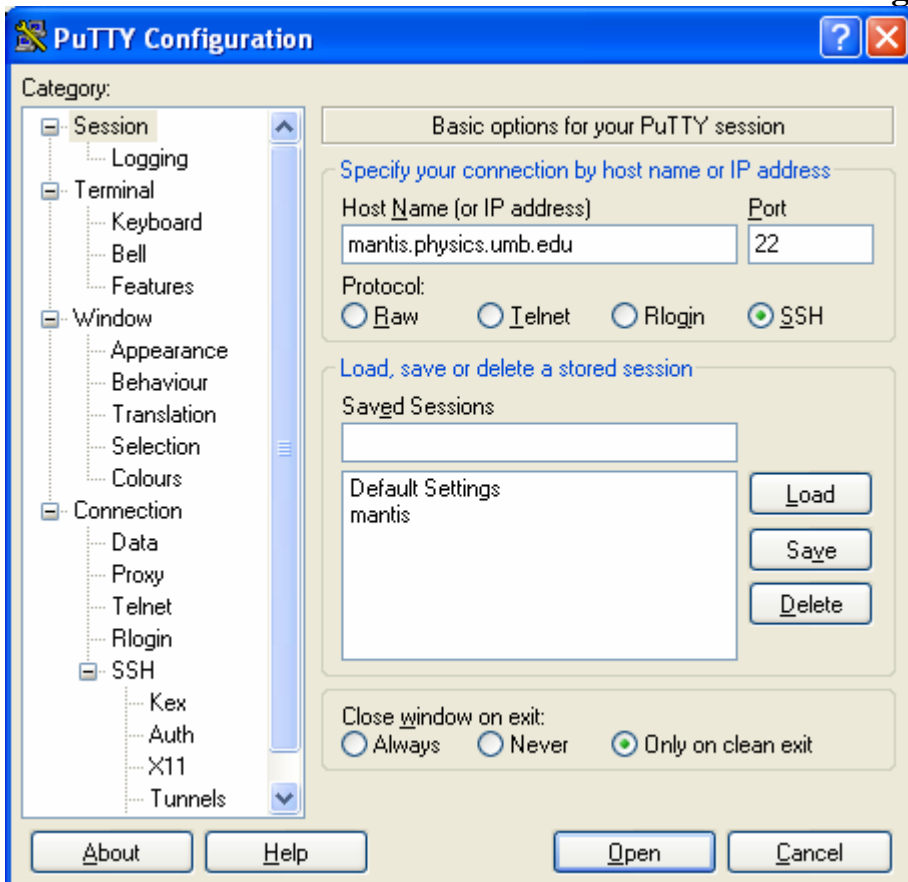 g
PuTTY Configuration
Category:
Session
Logging
Terminal
Keyboard
Bell
Features
Window
Appearance
Behaviour
Translation
Selection
Colours
Connection
Data
Proxy
Telnet
Rlogin
SSH
Kex
Auth
X11
Tunnels
Basic options for your PuTTY session
Specify your connection by host name or IP address
Host Name (or IP address) Port
mantis.physics.umb.edu 22
Protocol:
Raw Telnet Rlogin SSH
Load, save or delete a stored session
Saved Sessions
Default Settings
mantis
Load
Save
Delete
Close window on exit:
Always Never Only on clean exit
About Help Open Cancel